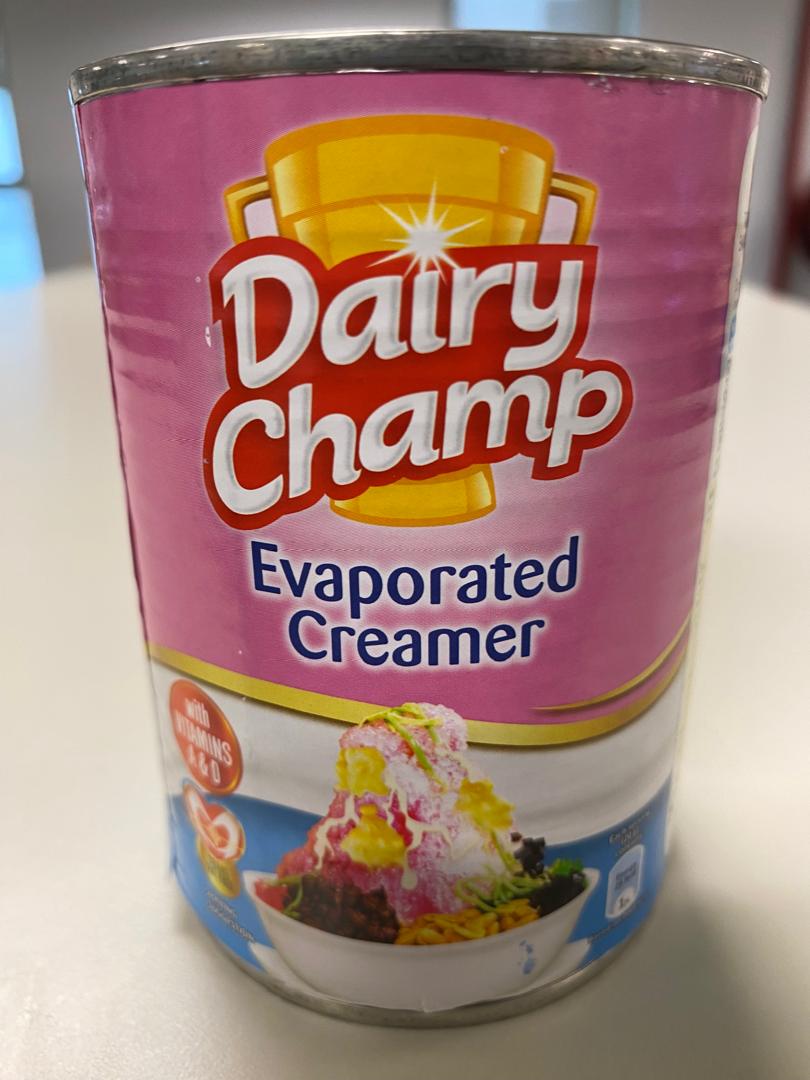 Dairy
Champ
Evaporated
Creamer
with
VITAMINS
A & D